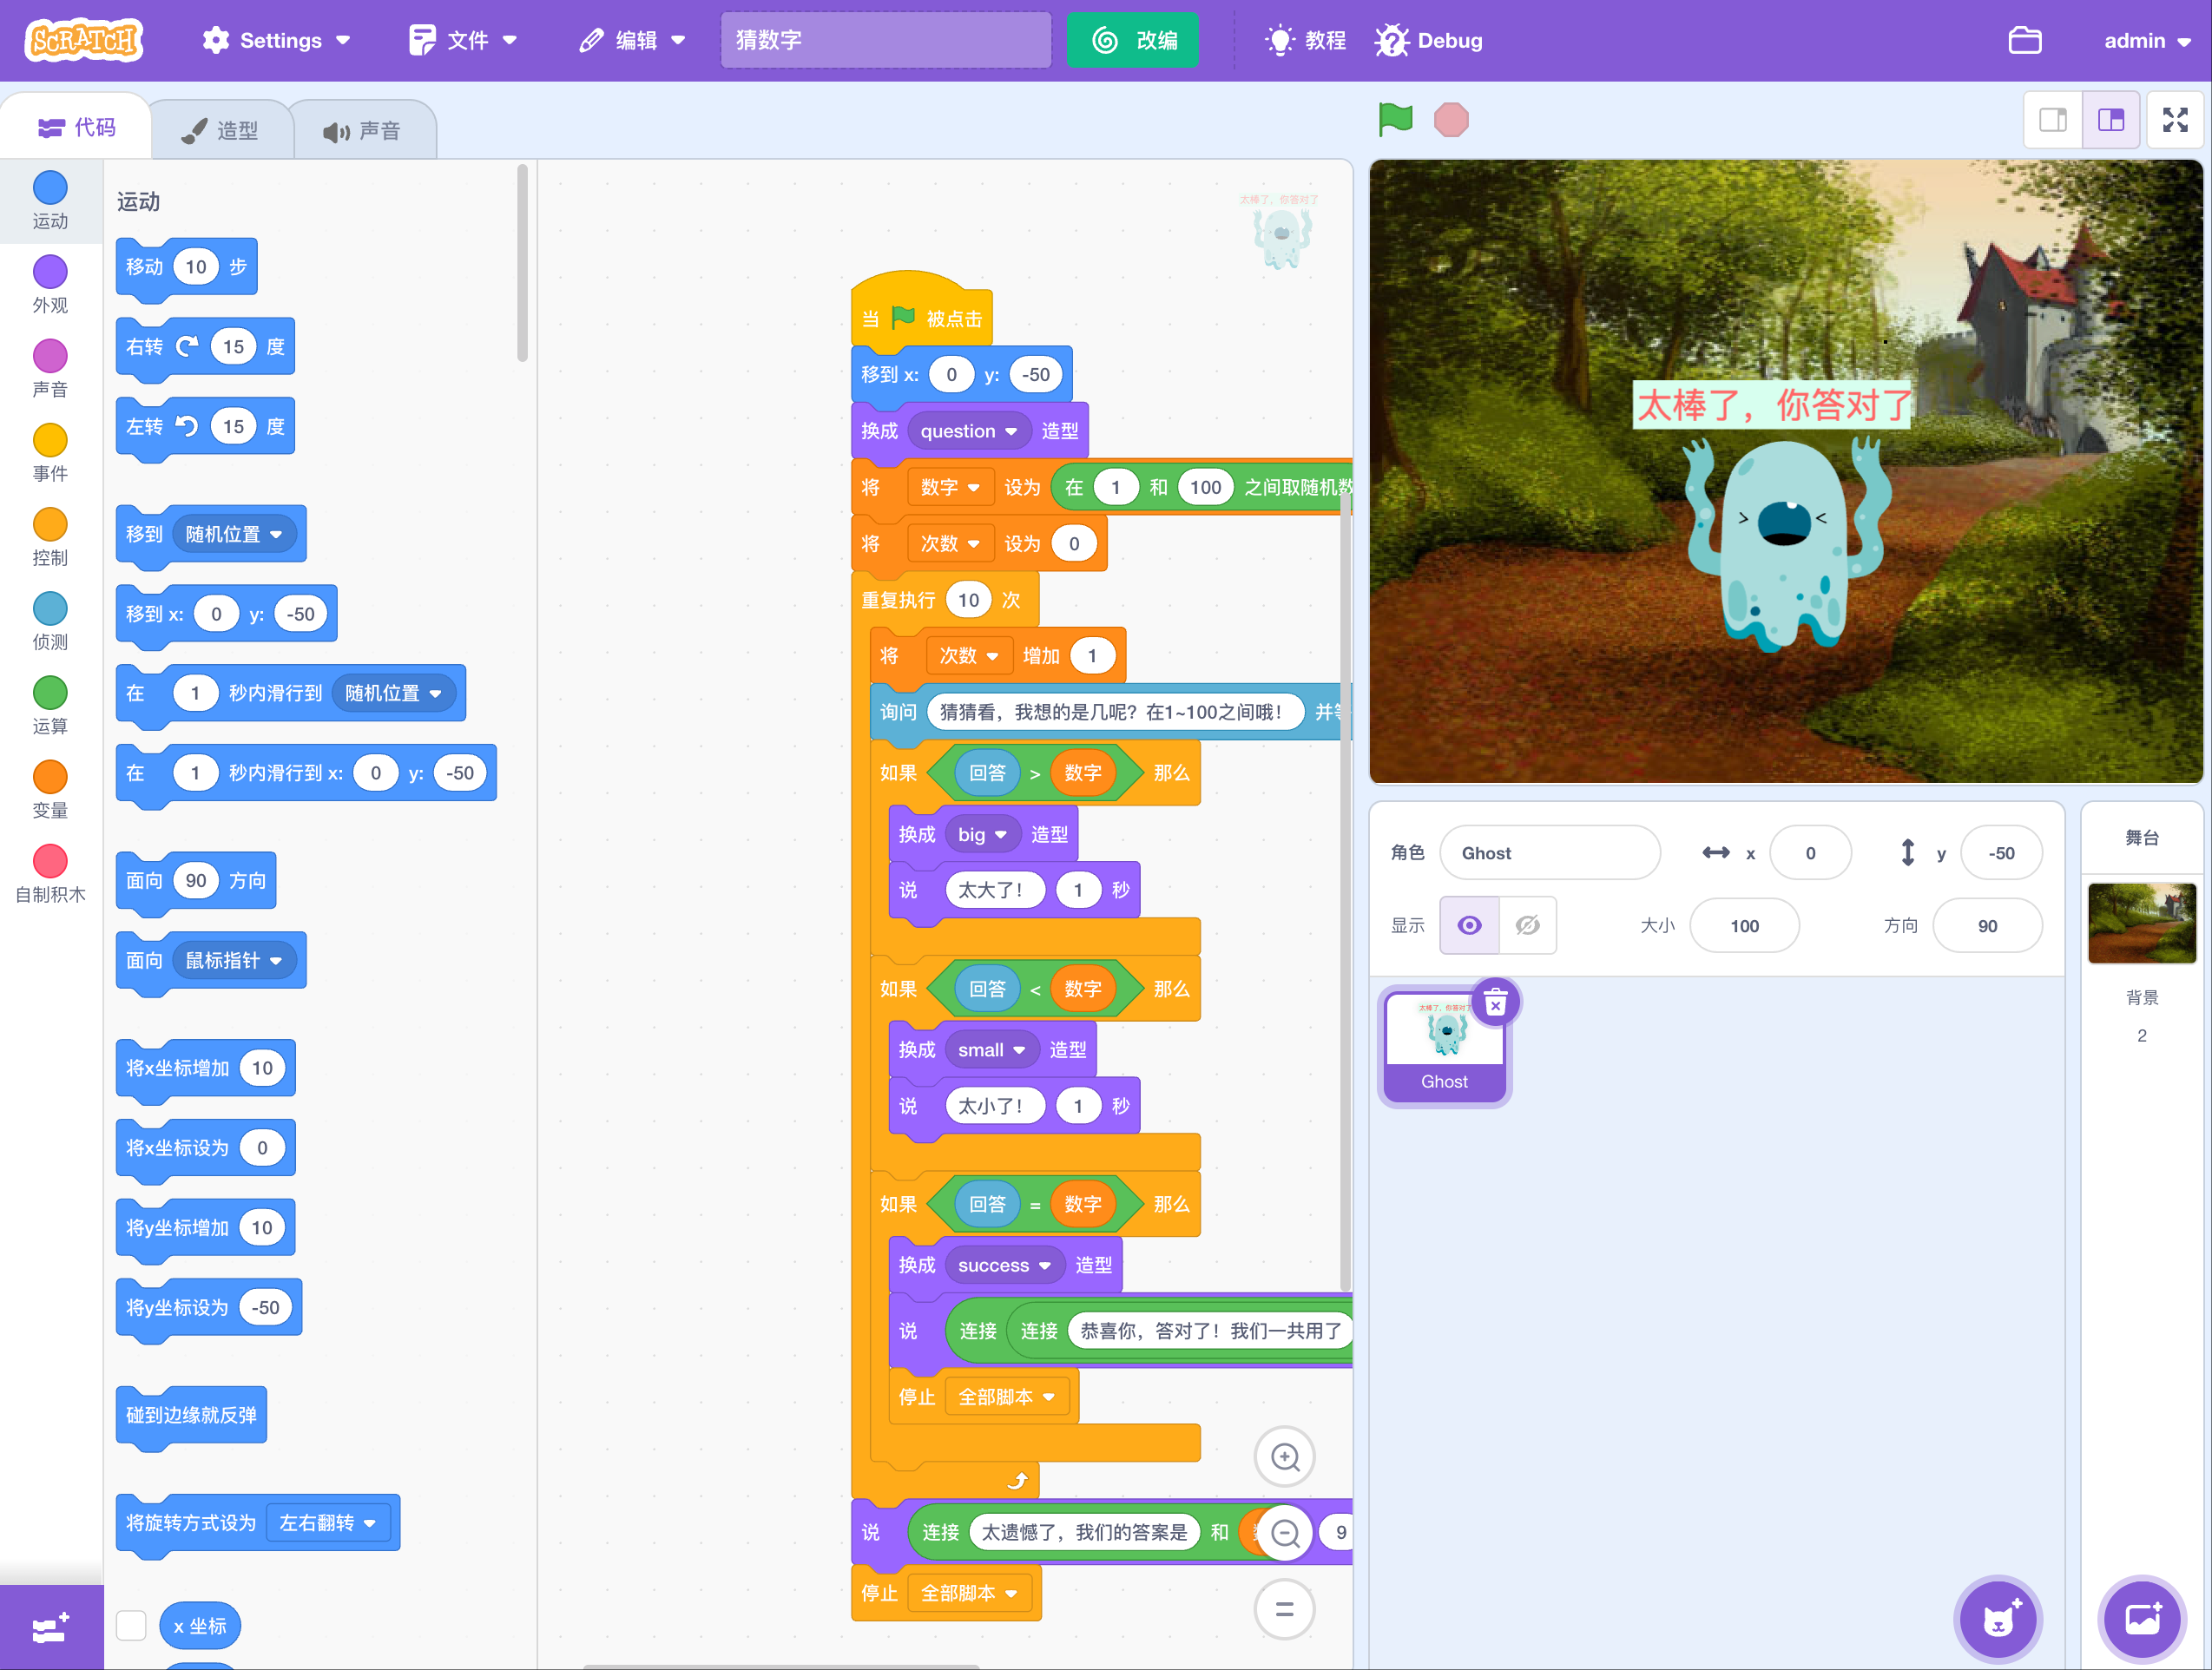 SCRATCH
Settings
文件
编辑
猜数字
改编
教程
Debug
admin
代码
造型
声音
运动
外观
声音
事件
控制
侦测
运算
变量
自制积木
运动
移动 10 步
右转 15 度
左转 15 度
移到 随机位置
移到 x: 0 y: -50
在 1 秒内滑行到 随机位置
在 1 秒内滑行到 x: 0 y: -50
面向 90 方向
面向 鼠标指针
将x坐标增加 10
将x坐标设为 0
将y坐标增加 10
将y坐标设为 -50
碰到边缘就反弹
将旋转方式设为 左右翻转
x 坐标
太棒了，你答对了
当 被点击
移到 x: 0 y: -50
换成 question 造型
将 数字 设为 在 1 和 100 之间取随机数
将 次数 设为 0
重复执行 10 次
将 次数 增加 1
询问 猜猜看，我想的是几呢？在1~100之间哦！ 并等
如果 回答 > 数字 那么
换成 big 造型
说 太大了！ 1 秒
如果 回答 < 数字 那么
换成 small 造型
说 太小了！ 1 秒
如果 回答 = 数字 那么
换成 success 造型
说 连接 连接 恭喜你，答对了！我们一共用了
停止 全部脚本
说 连接 太遗憾了，我们的答案是 和 9
停止 全部脚本
太棒了，你答对了
角色 Ghost x 0 y -50
显示 大小 100 方向 90
太棒了，你答对了
Ghost
舞台
背景
2